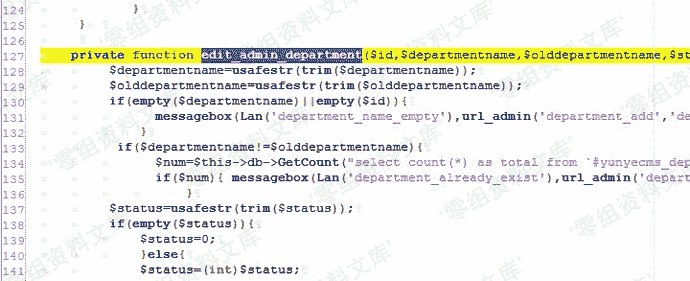 124 }
125 }
126
127 private function edit_admin_department($id,$departmentname,$olddepartmentname,$st
128 $departmentname=usafestr(trim($departmentname));
129 $olddepartmentname=usafestr(trim($olddepartmentname));
130 if(empty($departmentname)||empty($id)){
131 messagebox(Lan('department_name_empty'),url_admin('department_add','de
132 }
133 if($departmentname!=$olddepartmentname){
134 $num=$this->db->GetCount("select count(*) as total from `#yunyecms_dep
135 if($num){ messagebox(Lan('department_already_exist'),url_admin('depart
136 }
137 $status=usafestr(trim($status));
138 if(empty($status)){
139 $status=0;
140 }else{
141 $status=(int)$status;
'零组资料文库'